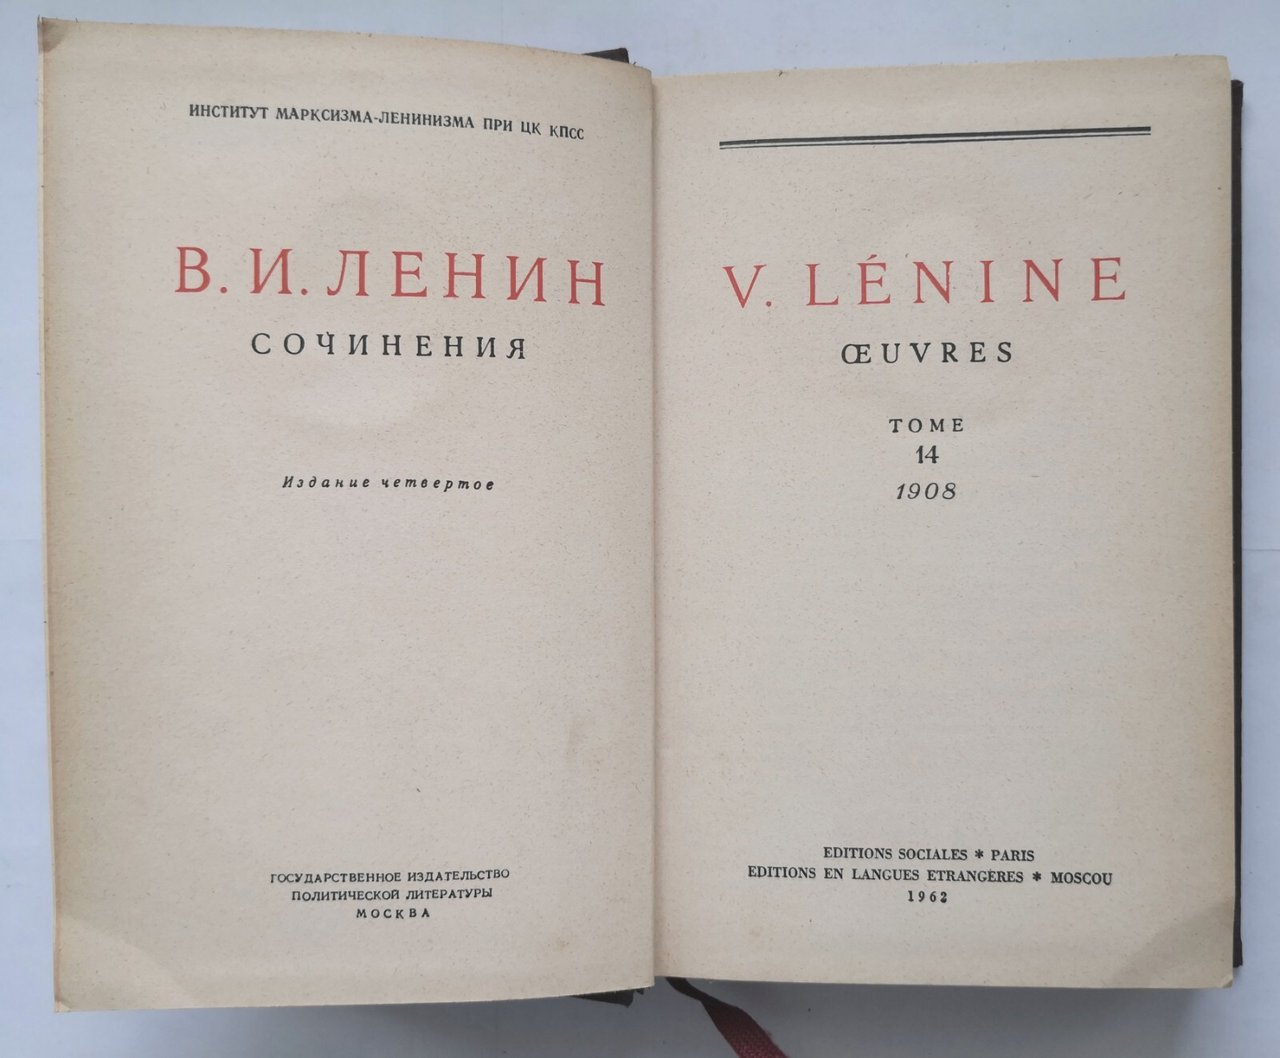 ИНСТИТУТ МАРКСИЗМА-ЛЕНИНИЗМА ПРИ ЦК КПСС
В. И. ЛЕНИН
СОЧИНЕНИЯ
Издание четвертое
ГОСУДАРСТВЕННОЕ ИЗДАТЕЛЬСТВО
ПОЛИТИЧЕСКОЙ ЛИТЕРАТУРЫ
МОСКВА
V. LÉNINE
ŒUVRES
TOME
14
1908
EDITIONS SOCIALES * PARIS
EDITIONS EN LANGUES ETRANGÈRES * MOSCOU
1962